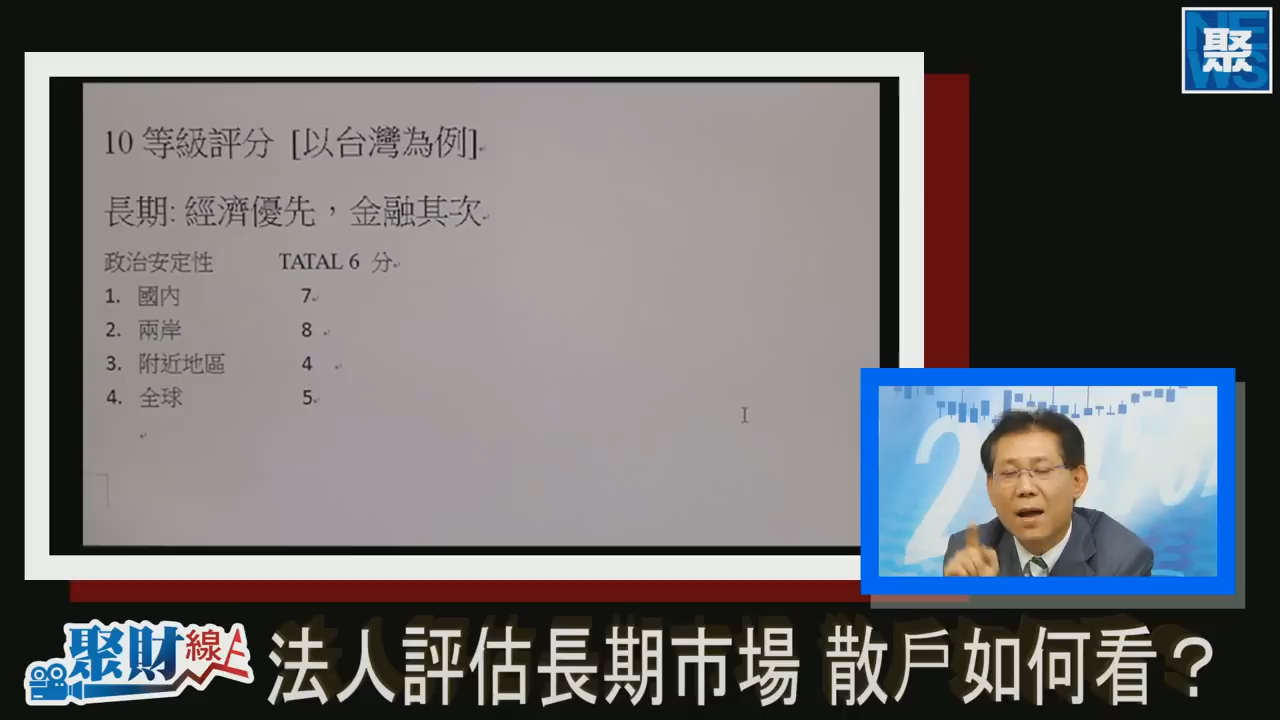 聚
10 等級評分 [以台灣為例]
長期: 經濟優先，金融其次
政治安定性 TATAL 6 分
1. 國內 7
2. 兩岸 8
3. 附近地區 4
4. 全球 5
聚財線上
法人評估長期市場 散戶如何看？